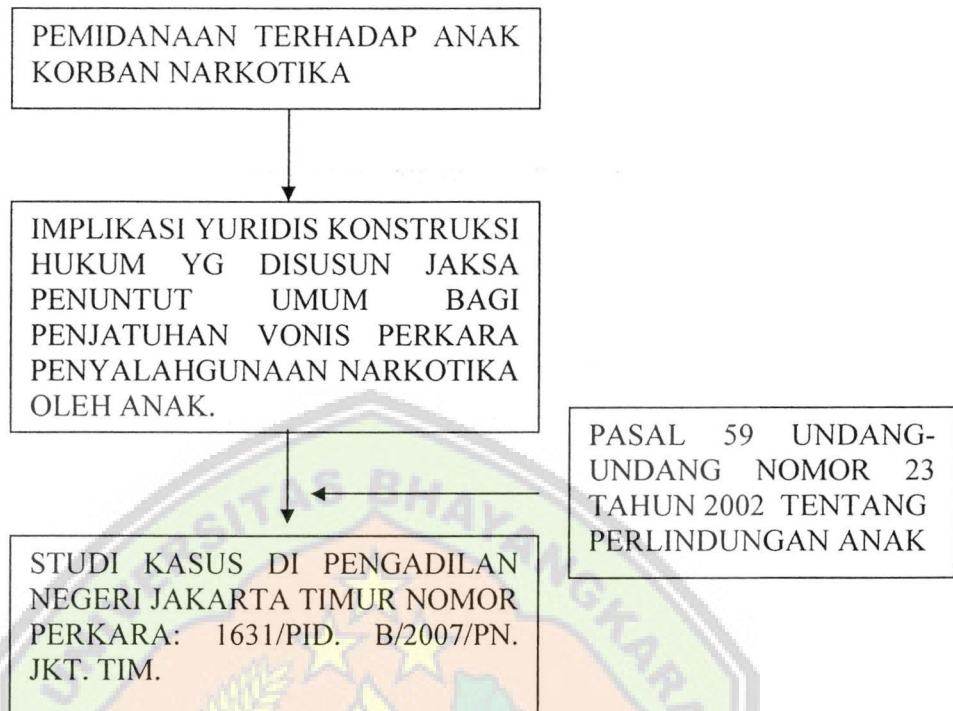 PEMIDANAAN TERHADAP ANAK
KORBAN NARKOTIKA
IMPLIKASI YURIDIS KONSTRUKSI
HUKUM YG DISUSUN JAKSA
PENUNTUT UMUM BAGI
PENJATUHAN VONIS PERKARA
PENYALAHGUNAAN NARKOTIKA
OLEH ANAK.
PASAL 59 UNDANG-
UNDANG NOMOR 23
TAHUN 2002 TENTANG
PERLINDUNGAN ANAK
STUDI KASUS DI PENGADILAN
NEGERI JAKARTA TIMUR NOMOR
PERKARA: 1631/PID. B/2007/PN.
JKT. TIM.
UNIVERSITAS BHAYANGKARA